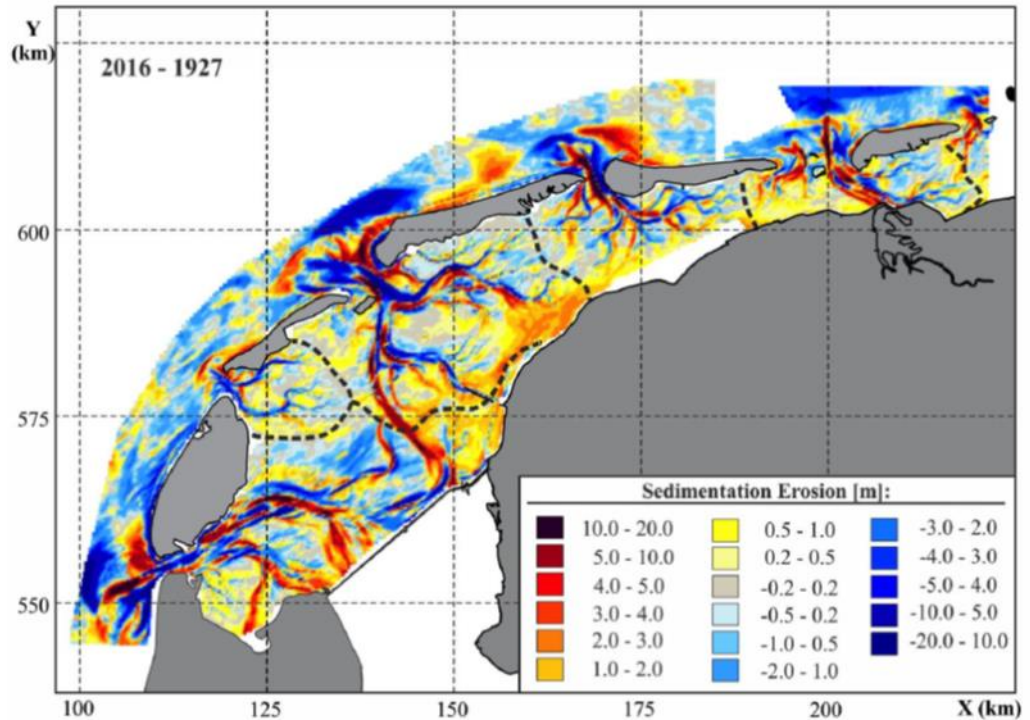 Y
(km)
2016 - 1927
600
575
550
Sedimentation Erosion [m]:
10.0 - 20.0
5.0 - 10.0
4.0 - 5.0
3.0 - 4.0
2.0 - 3.0
1.0 - 2.0
0.5 - 1.0
0.2 - 0.5
-0.2 - 0.2
-0.5 - 0.2
-1.0 - 0.5
-2.0 - 1.0
-3.0 - 2.0
-4.0 - 3.0
-5.0 - 4.0
-10.0 - 5.0
-20.0 - 10.0
100 125 150 175 200 X (km)